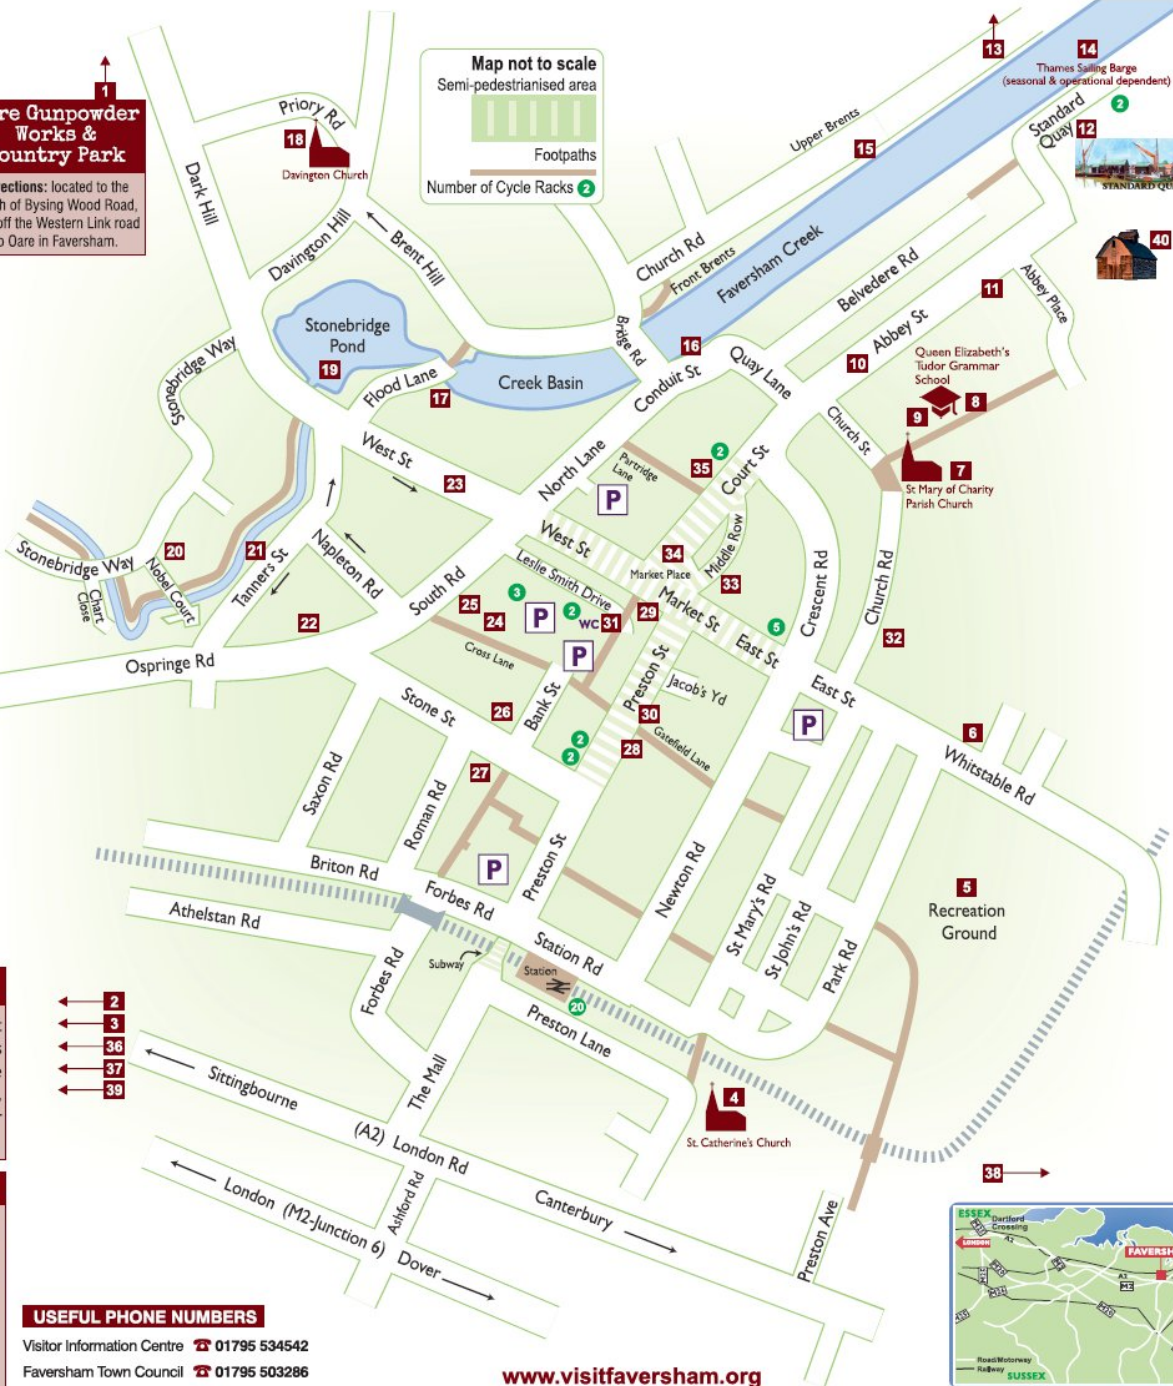 1
re Gunpowder
Works &
ountry Park
ections: located to the
h of Bysing Wood Road,
off the Western Link road
o Oare in Faversham.
Map not to scale
Semi-pedestrianised area
Footpaths
Number of Cycle Racks 2
13
14
Thames Sailing Barge
(seasonal & operational dependent)
2
Standard
Quay
12
STANDARD QU
40
Priory Rd
18
Davington Church
Dark Hill
Davington Hill
Brent Hill
Upper Brents
15
Church Rd
Front Brents
Faversham Creek
Belvedere Rd
11
Abbey Place
Abbey St
10
Bridge Rd
16
Quay Lane
Conduit St
Stonebridge
Pond
19
Flood Lane
17
Creek Basin
Stonebridge Way
Queen Elizabeth's
Tudor Grammar
School
9
8
Church St
7
St Mary of Charity
Parish Church
West St
23
North Lane
Partridge
Lane
35
2
Court St
P
West St
34
Market Place
Middle Row
33
Leslie Smith Drive
Market St
Stonebridge Way
20
21
Nobel Court
Chart
Close
Tanners St
Napleton Rd
South Rd
22
25
24
3
P
2
WC
31
29
5
East St
Crescent Rd
Church Rd
32
Ospringe Rd
Cross Lane
P
Bank St
Preston St
Jacob's Yd
East St
P
6
Whitstable Rd
Stone St
26
30
28
Gatefield Lane
2
2
27
Saxon Rd
Roman Rd
P
Preston St
Newton Rd
St Mary's Rd
St John's Rd
Park Rd
5
Recreation
Ground
Briton Rd
Forbes Rd
Athelstan Rd
Station Rd
Subway
Station
20
Forbes Rd
Preston Lane
The Mall
4
St. Catherine's Church
2
3
36
37
39
Sittingbourne
(A2) London Rd
Canterbury
Ashford Rd
London (M2-Junction 6) Dover
Preston Ave
38
ESSEX
Dartford
Crossing
LONDON
FAVERSH
Road/Motorway
Railway
SUSSEX
USEFUL PHONE NUMBERS
Visitor Information Centre ☎ 01795 534542
Faversham Town Council ☎ 01795 503286
www.visitfaversham.org